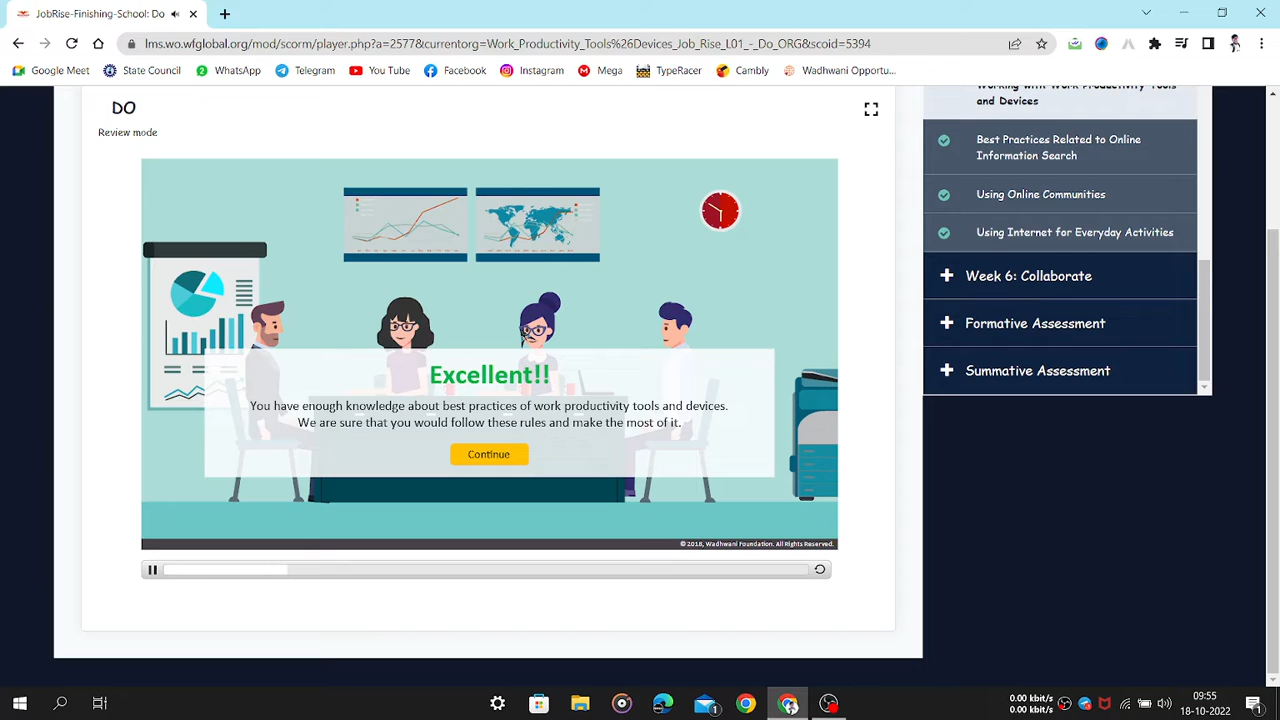 JobRise-Finishing-School: Do
lms.wo.wfglobal.org/mod/scorm/player.php?a=2577&currentorg=Work_Productivity_Tools%26Devices_Job_Rise_L01_-_Do_ORG&scoid=5394
Google Meet
State Council
WhatsApp
Telegram
You Tube
Facebook
Instagram
Mega
TypeRacer
Cambly
Wadhwani Opportu...
DO
Review mode
Working with Work Productivity Tools
and Devices
Best Practices Related to Online
Information Search
Using Online Communities
Using Internet for Everyday Activities
Week 6: Collaborate
Formative Assessment
Summative Assessment
Excellent!!
You have enough knowledge about best practices of work productivity tools and devices.
We are sure that you would follow these rules and make the most of it.
Continue
© 2018, Wadhwani Foundation. All Rights Reserved.
0.00 kbit/s
0.00 kbit/s
09:55
18-10-2022